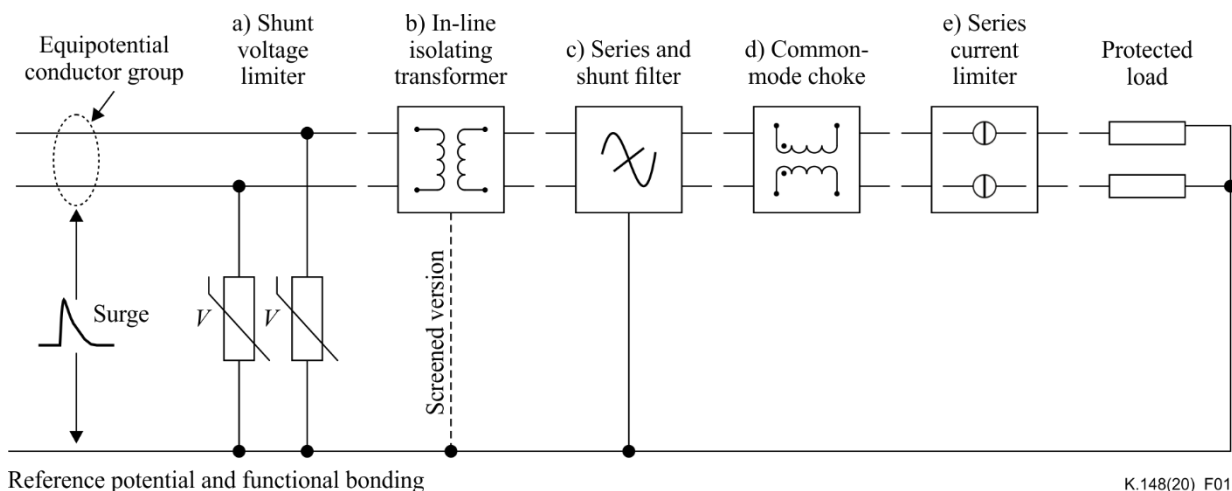 Equipotential
conductor group
a) Shunt
voltage
limiter
b) In-line
isolating
transformer
c) Series and
shunt filter
d) Common-
mode choke
e) Series
current
limiter
Protected
load
Surge
V
V
Screened version
Reference potential and functional bonding
K.148(20)_F01